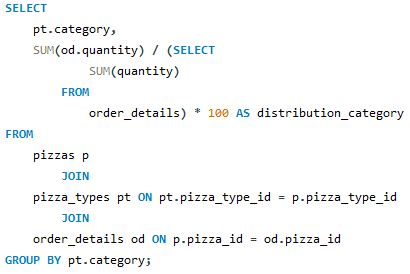 SELECT
pt.category,
SUM(od.quantity) / (SELECT
SUM(quantity)
FROM
order_details) * 100 AS distribution_category
FROM
pizzas p
JOIN
pizza_types pt ON pt.pizza_type_id = p.pizza_type_id
JOIN
order_details od ON p.pizza_id = od.pizza_id
GROUP BY pt.category;